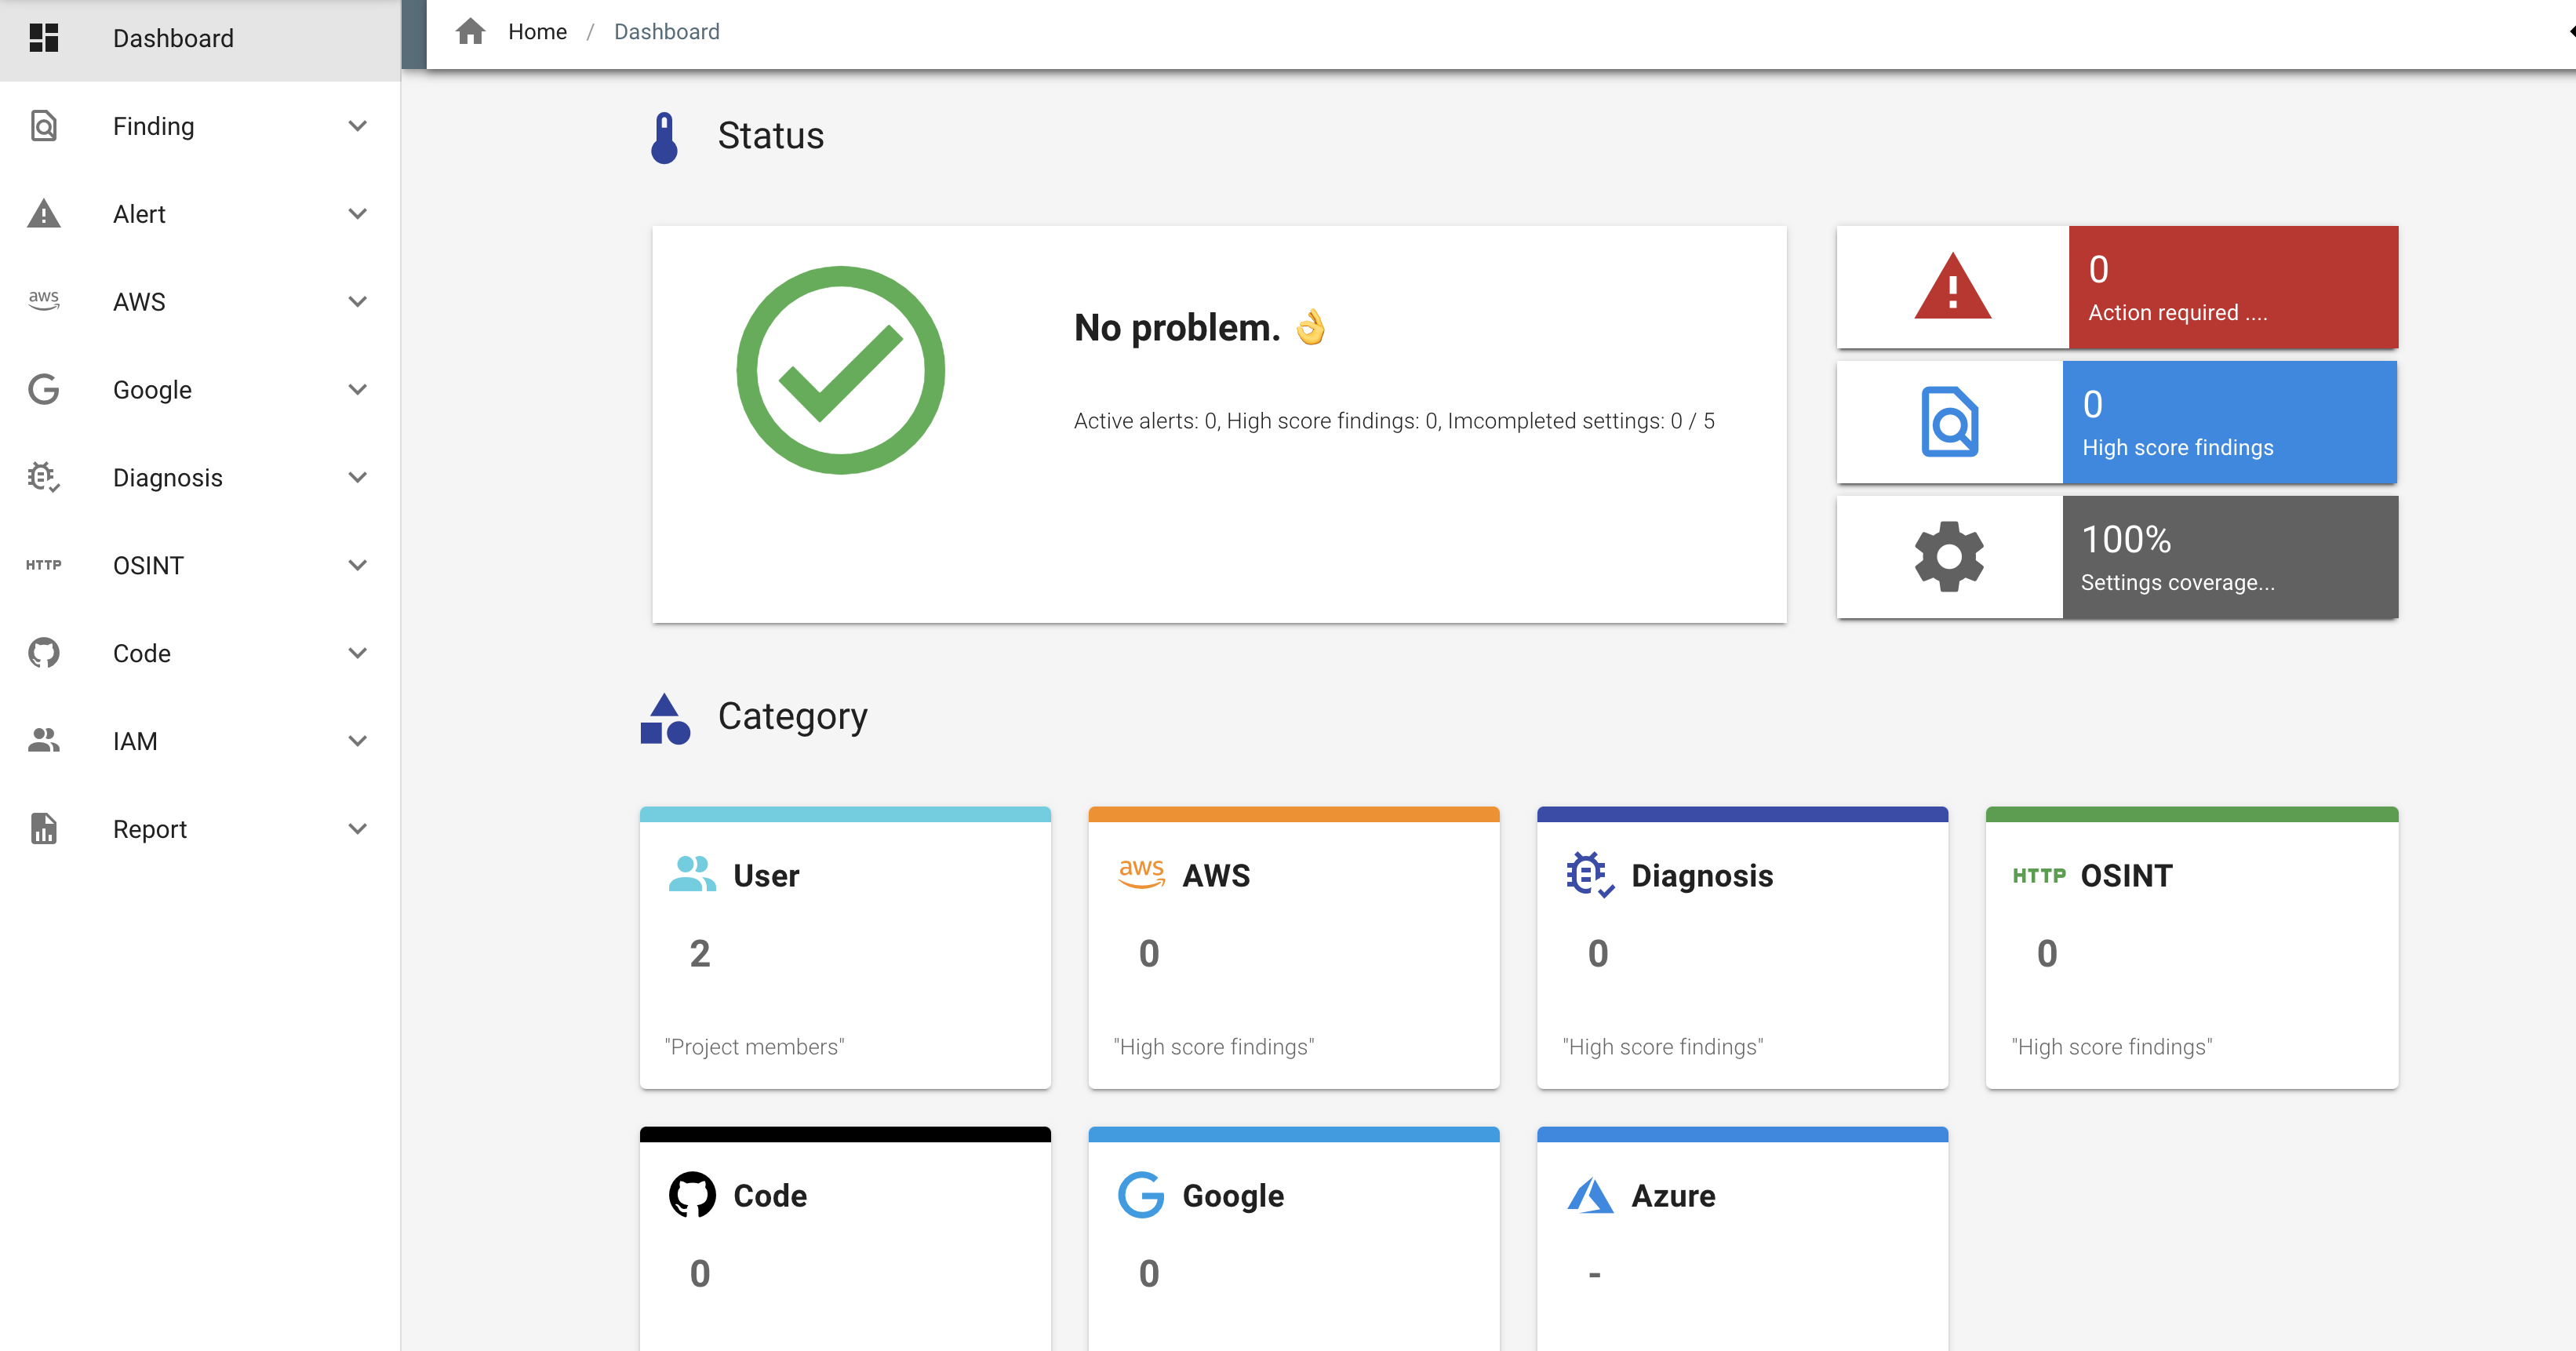 Dashboard
Finding
Alert
aws AWS
Google
Diagnosis
HTTP OSINT
Code
IAM
Report
Home / Dashboard
Status
No problem. 👌
Active alerts: 0, High score findings: 0, Imcompleted settings: 0 / 5
0
Action required ....
0
High score findings
100%
Settings coverage...
Category
User
2
"Project members"
aws AWS
0
"High score findings"
Diagnosis
0
"High score findings"
HTTP OSINT
0
"High score findings"
Code
0
Google
0
Azure
-